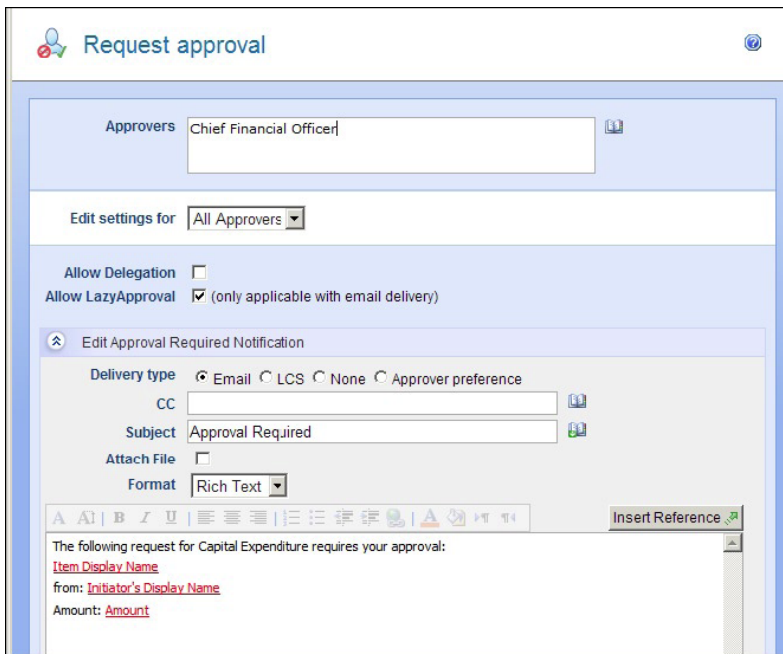 Request approval
Approvers Chief Financial Officer
Edit settings for All Approvers
Allow Delegation
Allow LazyApproval (only applicable with email delivery)
Edit Approval Required Notification
Delivery type Email LCS None Approver preference
CC
Subject Approval Required
Attach File
Format Rich Text
A A B I U A Insert Reference
The following request for Capital Expenditure requires your approval:
Item Display Name
from: Initiator's Display Name
Amount: Amount